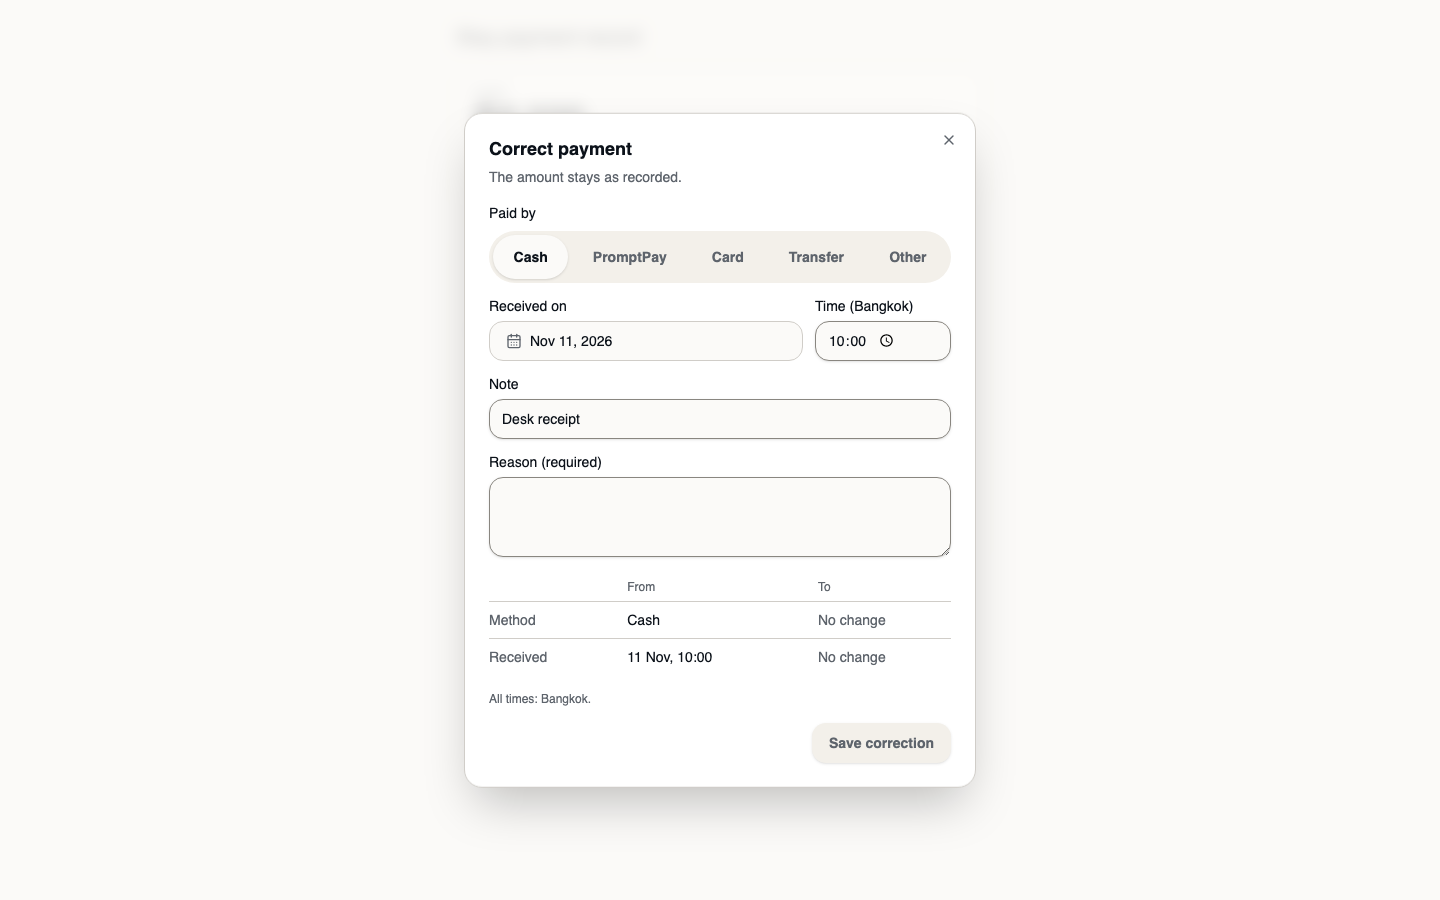 Correct payment
The amount stays as recorded.
Paid by
Cash PromptPay Card Transfer Other
Received on Time (Bangkok)
Nov 11, 2026 10:00
Note
Desk receipt
Reason (required)
From To
Method Cash No change
Received 11 Nov, 10:00 No change
All times: Bangkok.
Save correction